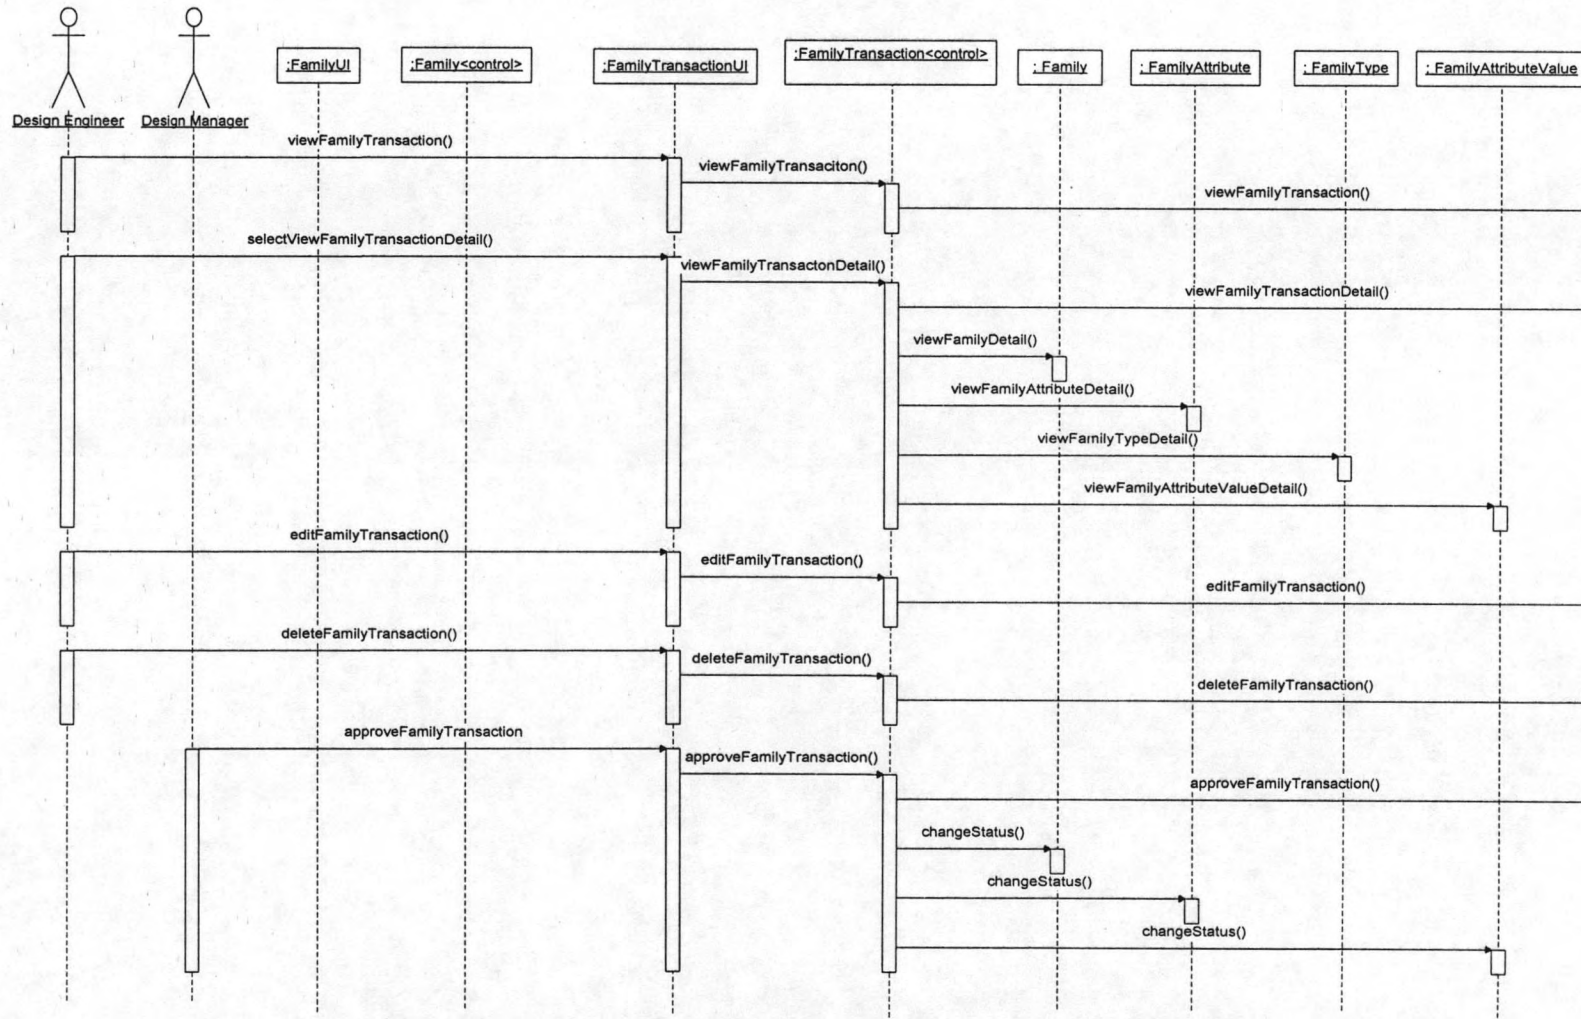 :FamilyUI
:Family<control>
:FamilyTransactionUI
:FamilyTransaction<control>
: Family
: FamilyAttribute
: FamilyType
: FamilyAttributeValue
Design Engineer
Design Manager
viewFamilyTransaction()
viewFamilyTransaciton()
viewFamilyTransaction()
selectViewFamilyTransactionDetail()
viewFamilyTransactonDetail()
viewFamilyTransactionDetail()
viewFamilyDetail()
viewFamilyAttributeDetail()
viewFamilyTypeDetail()
viewFamilyAttributeValueDetail()
editFamilyTransaction()
editFamilyTransaction()
editFamilyTransaction()
deleteFamilyTransaction()
deleteFamilyTransaction()
deleteFamilyTransaction()
approveFamilyTransaction
approveFamilyTransaction()
approveFamilyTransaction()
changeStatus()
changeStatus()
changeStatus()